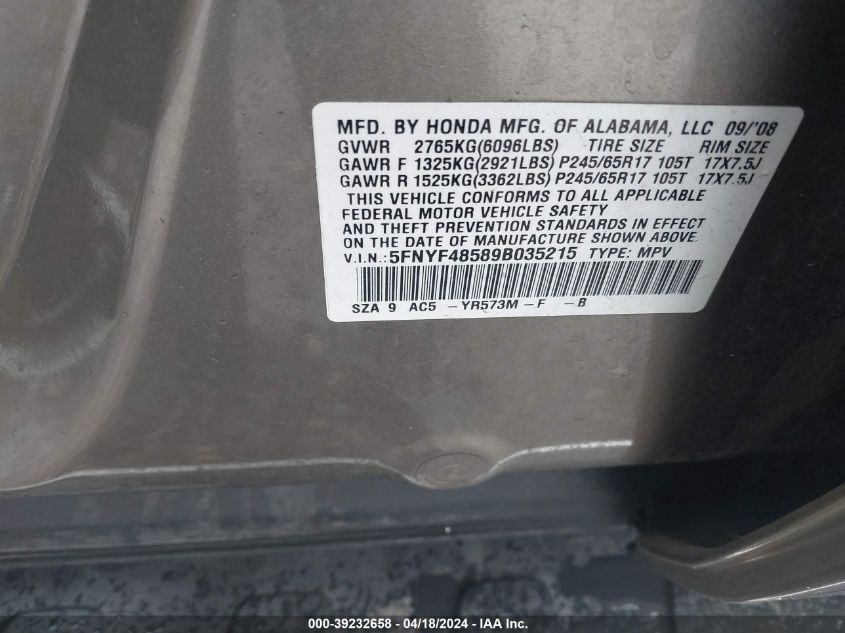 MFD. BY HONDA MFG. OF ALABAMA, LLC 09/'08
GVWR 2765KG(6096LBS) TIRE SIZE RIM SIZE
GAWR F 1325KG(2921LBS) P245/65R17 105T 17X7.5J
GAWR R 1525KG(3362LBS) P245/65R17 105T 17X7.5J
THIS VEHICLE CONFORMS TO ALL APPLICABLE
FEDERAL MOTOR VEHICLE SAFETY
AND THEFT PREVENTION STANDARDS IN EFFECT
ON THE DATE OF MANUFACTURE SHOWN ABOVE.
V.I.N.: 5FNYF48589B035215 TYPE: MPV
SZA 9 AC5 -YR573M - F - B
000-39232658 - 04/18/2024 - IAA Inc.